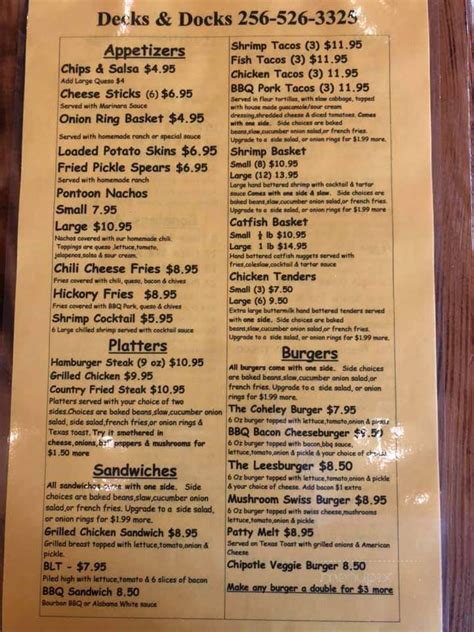 Decks & Docks 256-526-3325
Appetizers
Chips & Salsa $4.95
Add Large Queso $4
Cheese Sticks (6) $6.95
Served with Marinara Sauce
Onion Ring Basket $4.95
Served with homemade ranch or special sauce
Loaded Potato Skins $6.95
Fried Pickle Spears $6.95
Served with homemade ranch
Pontoon Nachos
Small 7.95
Large $10.95
Nachos covered with our homemade chili.
Toppings are queso ,lettuce,tomato,
jalapenos,salsa & sour cream.
Chili Cheese Fries $8.95
Fries covered with chili, queso, bacon & chives
Hickory Fries $8.95
Fries covered with BBQ Pork, queso & chives
Shrimp Cocktail $5.95
6 Large chilled shrimp served with cocktail sauce
Platters
Hamburger Steak (9 oz) $10.95
Grilled Chicken $9.95
Country Fried Steak $10.95
Platters served with your choice of two
sides.Choices are baked beans,slaw,cucumber onion
salad, side salad,french fries,or onion rings &
Texas toast, Try it smothered in
cheese,onions,bell peppers & mushrooms for
$1.50 more
Sandwiches
All sandwiches come with one side. Side
choices are baked beans,slaw,cucumber onion
salad,or french fries. Upgrade to a side salad,
or onion rings for $1.99 more.
Grilled Chicken Sandwich $8.95
Grilled breast topped with lettuce,tomato,onion &
pickle.
BLT - $7.95
Piled high with lettuce,tomato & 6 slices of bacon
BBQ Sandwich 8.50
Bourbon BBQ or Alabama White sauce
Shrimp Tacos (3) $11.95
Fish Tacos (3) $11.95
Chicken Tacos (3) 11.95
BBQ Pork Tacos (3) $11.95
Served in flour tortillas, with slaw cabbage, topped
with house made guacamole/sour cream
dressing,shredded cheese & diced tomatoes. Comes
with one side. Side choices are baked
beans,slaw,cucumber onion salad,or french fries.
Upgrade to a side salad, or onion rings for $1.99 more.
Shrimp Basket
Small (8) $10.95
Large (12) 13.95
Large hand battered shrimp with cocktail & tartar
sauce Comes with one side & slaw. Side choices
are baked beans,slaw,cucumber onion salad,or french fries.
Upgrade to a side salad, or onion rings for $1.99 more
Catfish Basket
Small ½ lb $10.95
Large 1 lb $14.95
Hand battered catfish nuggets served with
fries,coleslaw,cocktail & tartar sauce
Chicken Tenders
Small (3) $7.50
Large (6) 9.50
Extra large buttermilk hand battered tenders served
with one side. Side choices are baked
beans,slaw,cucumber onion salad,or french fries.
Upgrade to a side salad, or onion rings for $1.99 more.
Burgers
All burgers come with one side. Side choices
are baked beans,slaw,cucumber onion salad,or
french fries. Upgrade to a side salad, or onion
rings for $1.99 more.
The Coheley Burger $7.95
6 Oz burger topped with lettuce,tomato,onion & pickle
BBQ Bacon Cheeseburger $9.50
6 Oz burger topped with bacon,bbq sauce,
lettuce,tomato,onion & pickle & your choice of cheese
The Leesburger $8.50
6 Oz burger topped with lettuce,tomato,onion & pickle
& your choice of cheese. Add bacon $1 extra
Mushroom Swiss Burger $8.95
6 Oz burger topped with swiss cheese,mushrooms
lettuce,tomato,onion & pickle
Patty Melt $8.95
Served on Texas Toast with grilled onions & American
Cheese
Chipotle Veggie Burger 8.50
Make any burger a double for $3 more